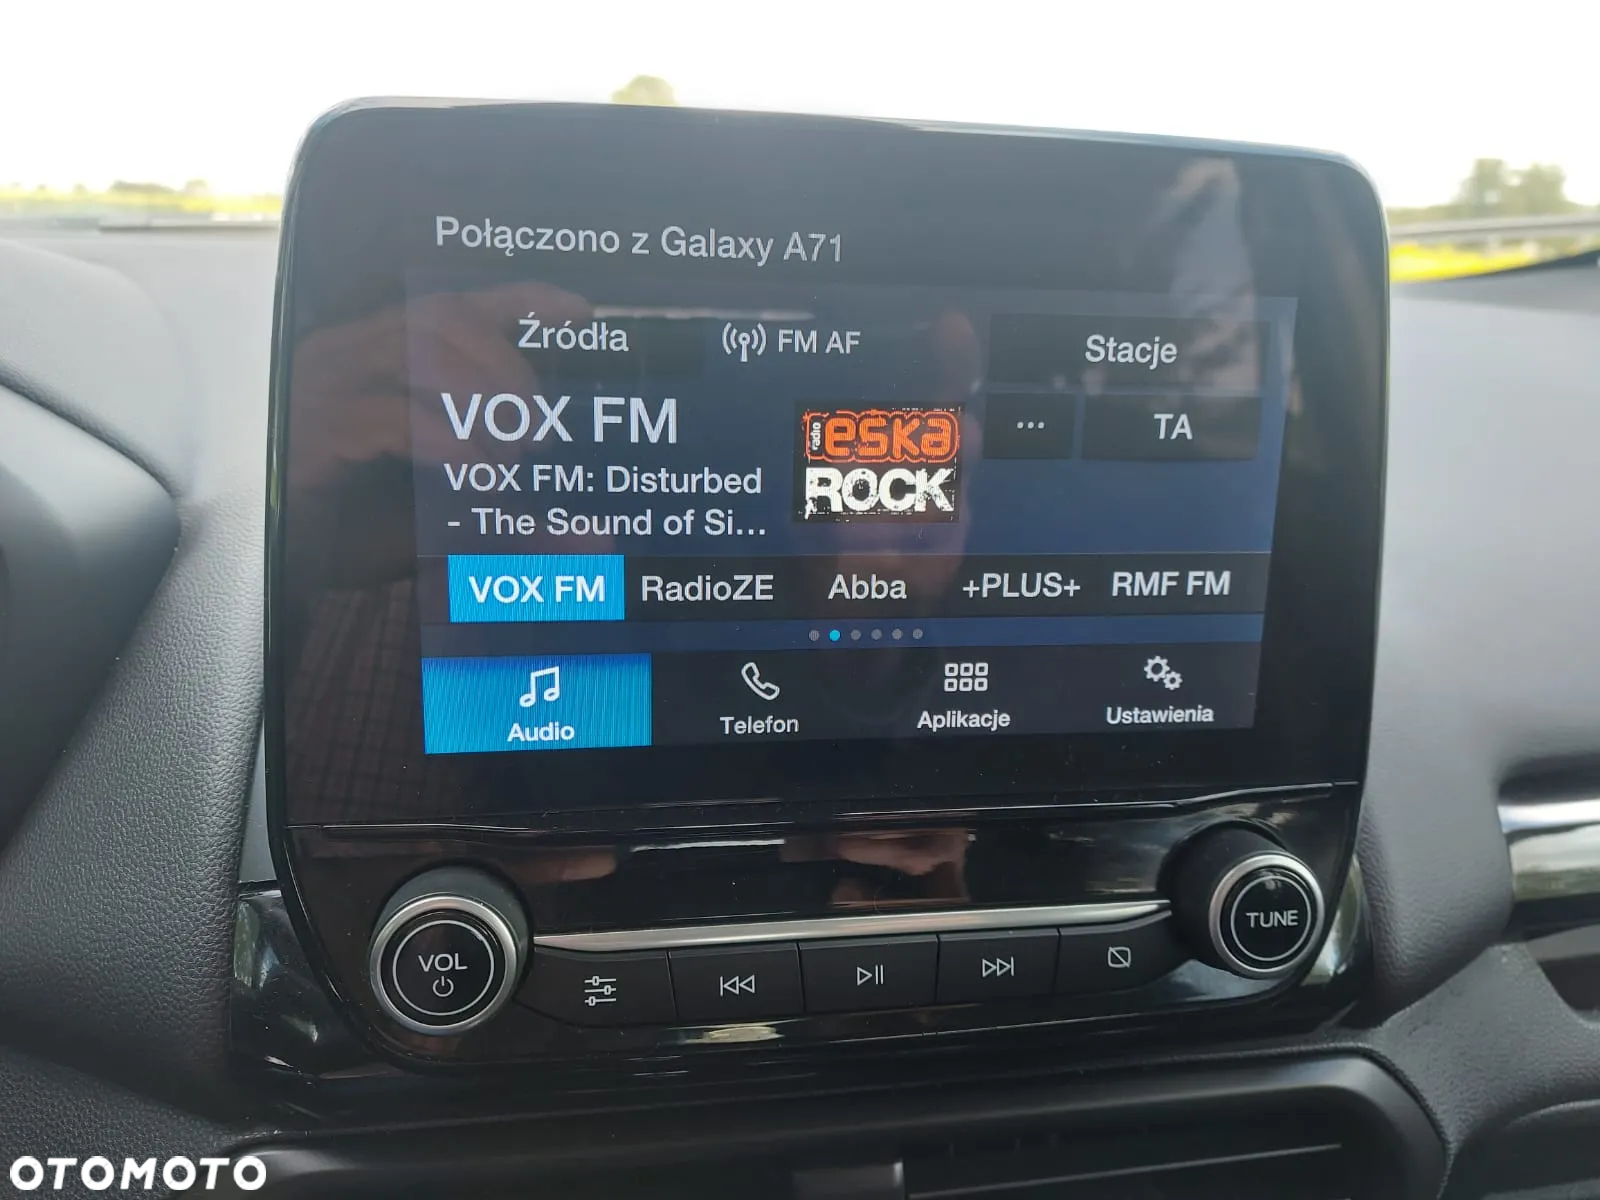 Połączono z Galaxy A71
Źródła
FM AF
Stacje
VOX FM
VOX FM: Disturbed
- The Sound of Si...
radio
eska
ROCK
...
TA
VOX FM
RadioZE
Abba
+PLUS+
RMF FM
Audio
Telefon
Aplikacje
Ustawienia
VOL
TUNE
OTOMOTO